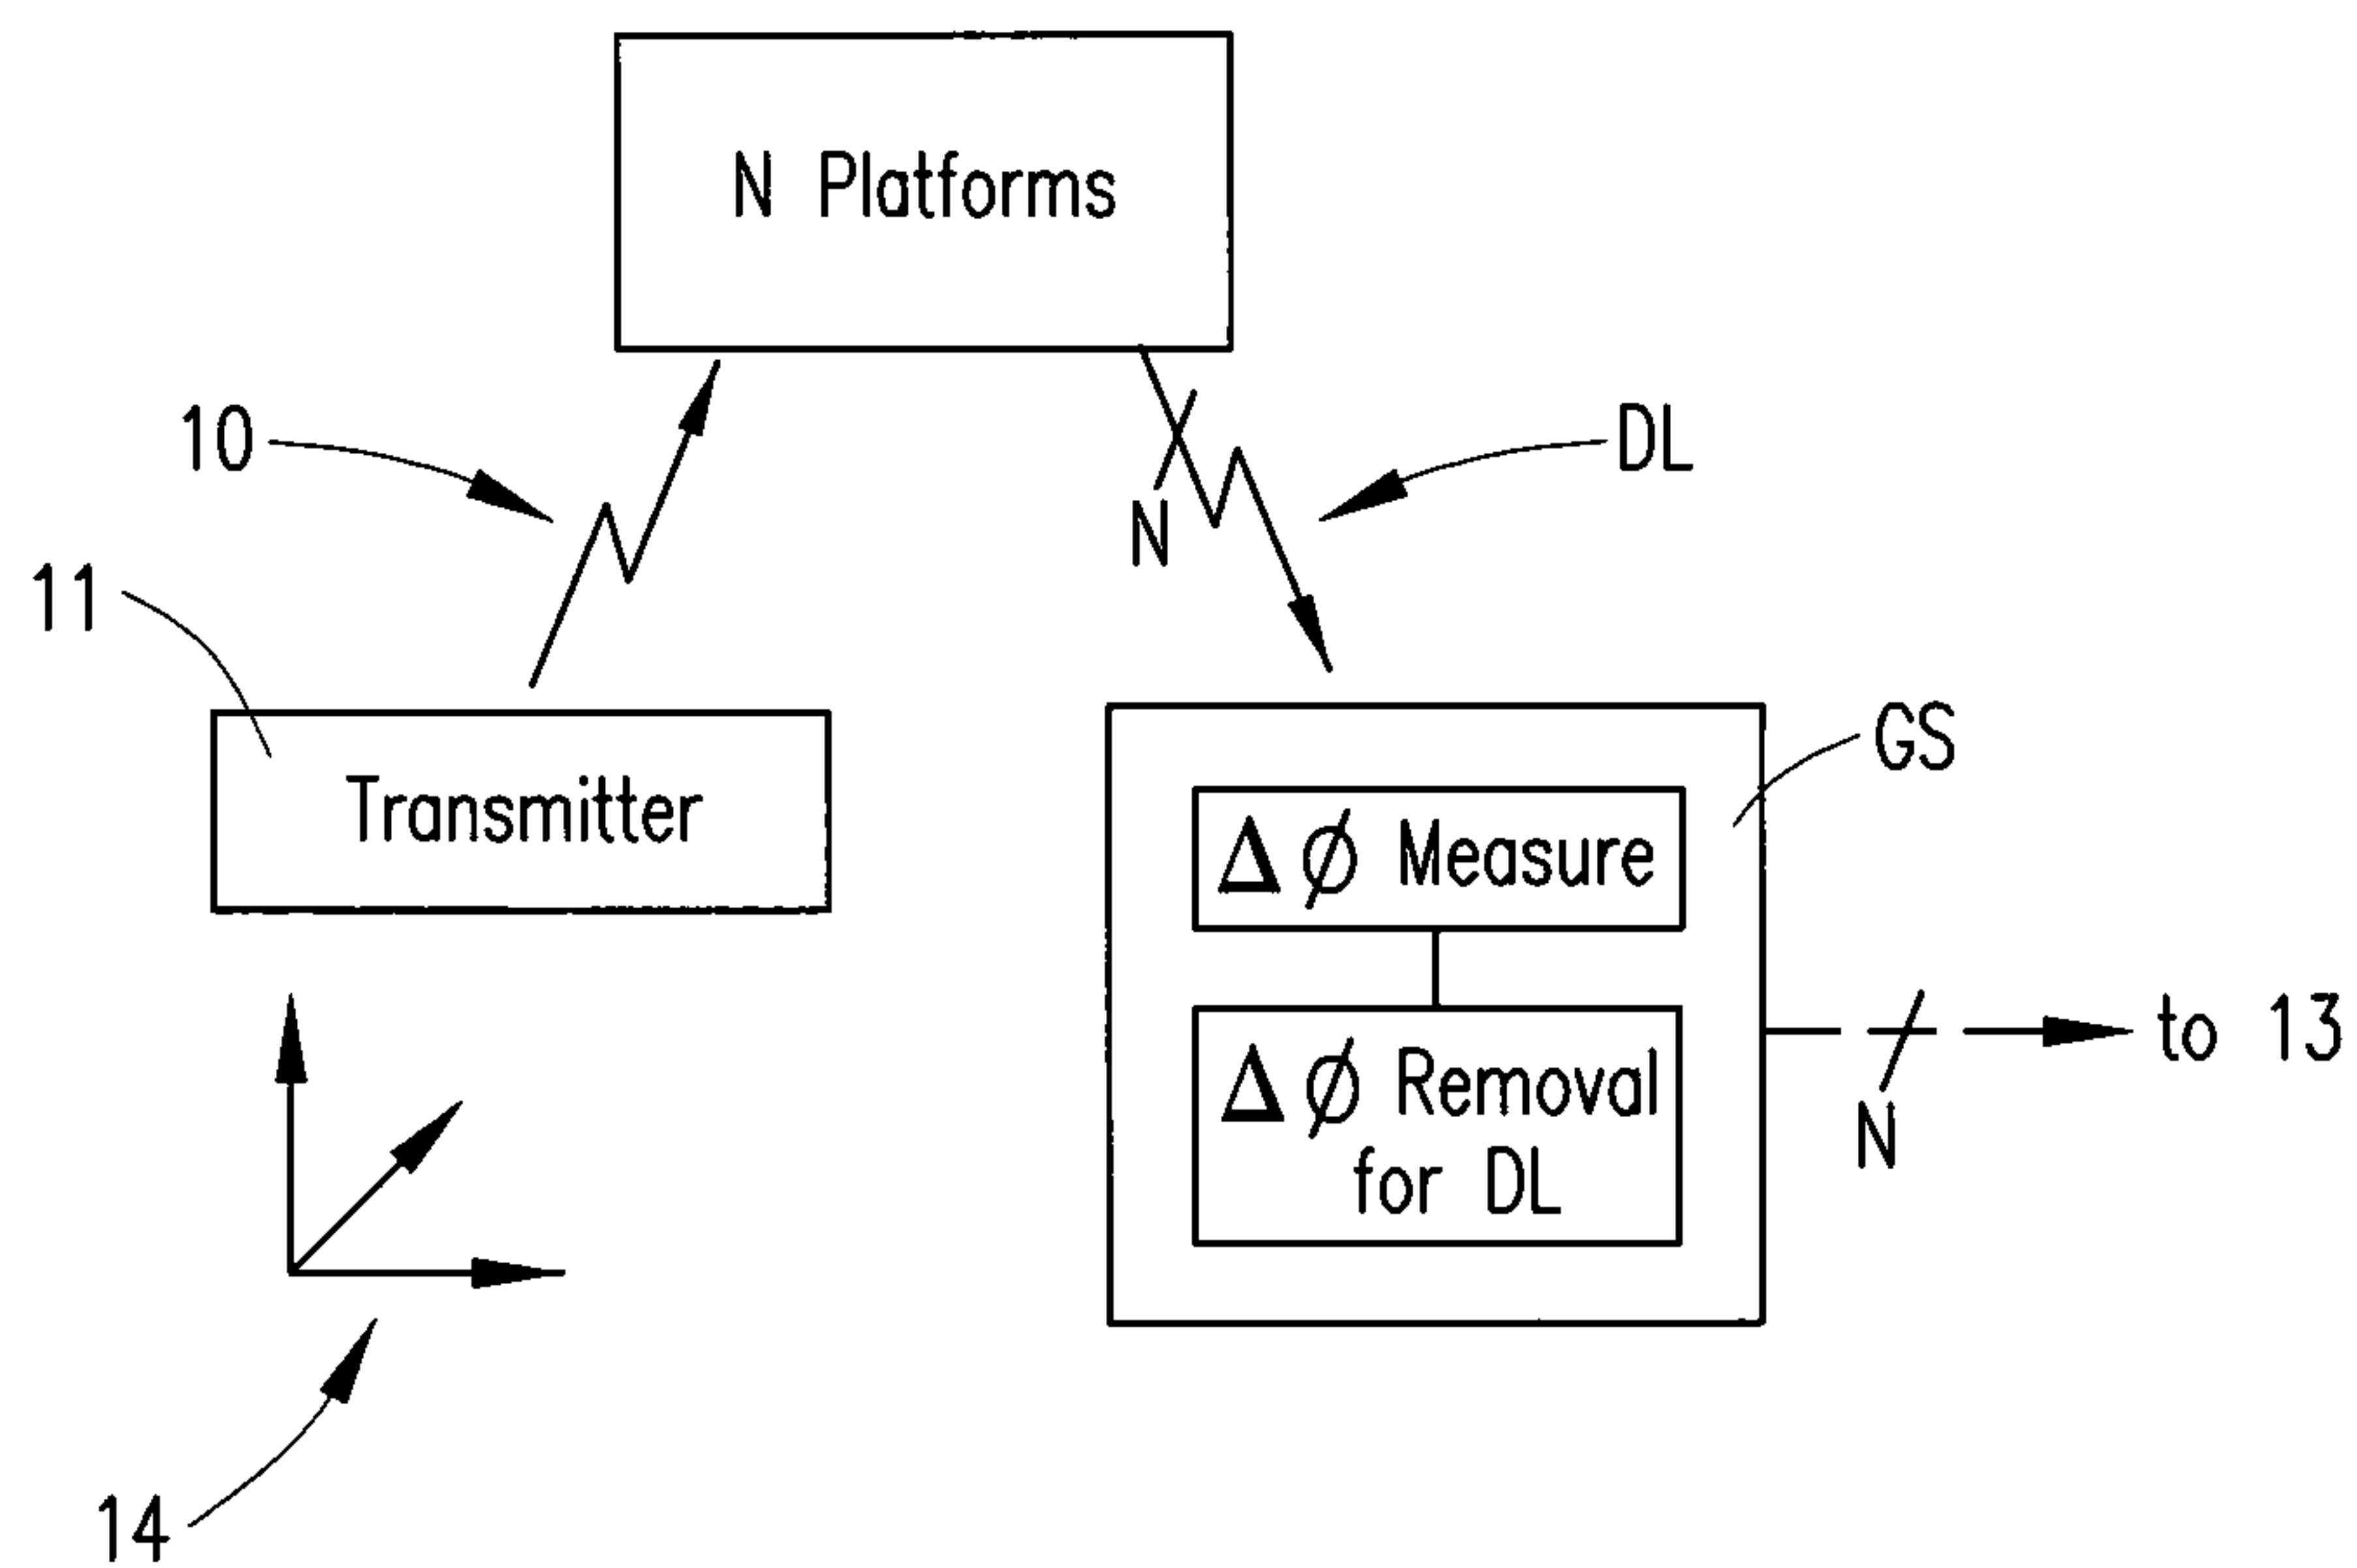 N Platforms
10
DL
N
11
GS
Transmitter
Δ ϕ Measure
to 13
Δ ϕ Removal
for DL
N
14